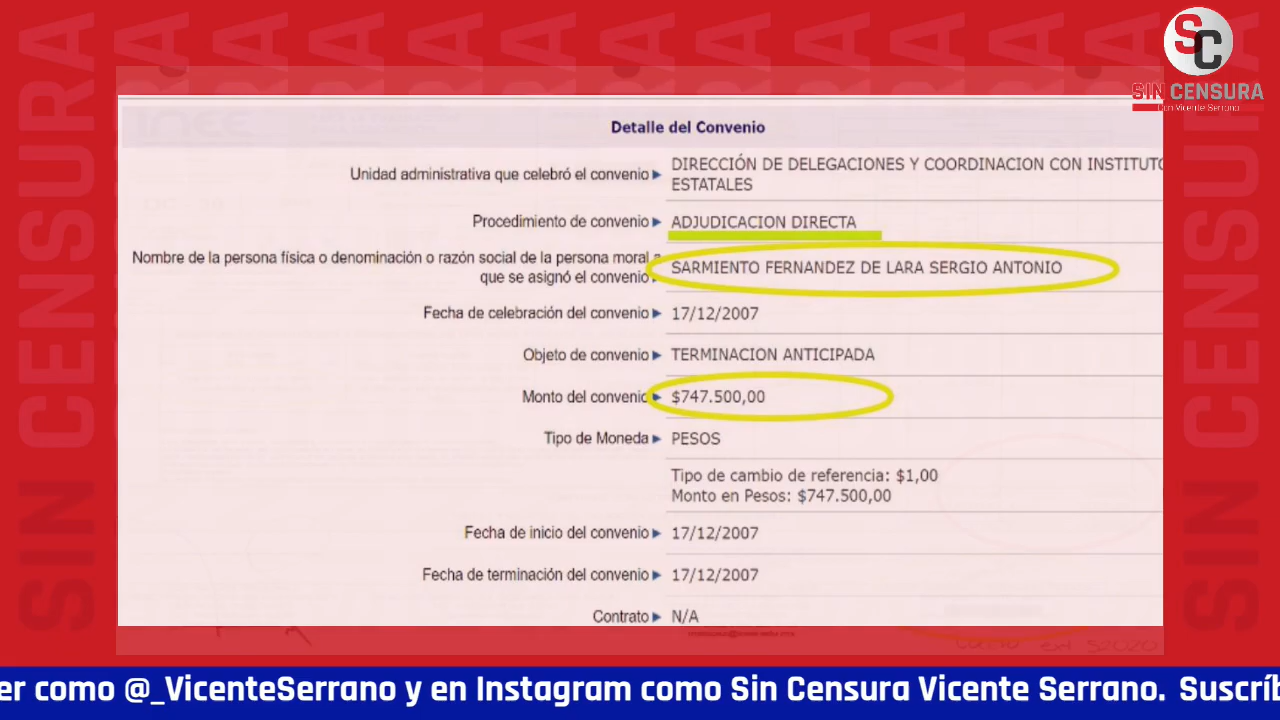 SC
SIN CENSURA
Con Vicente Serrano
Detalle del Convenio
Unidad administrativa que celebró el convenio ▶ DIRECCIÓN DE DELEGACIONES Y COORDINACION CON INSTITUTO
ESTATALES
Procedimiento de convenio ▶ ADJUDICACION DIRECTA
Nombre de la persona física o denominación o razón social de la persona moral a
que se asignó el convenio ▶ SARMIENTO FERNANDEZ DE LARA SERGIO ANTONIO
Fecha de celebración del convenio ▶ 17/12/2007
Objeto de convenio ▶ TERMINACION ANTICIPADA
Monto del convenio ▶ $747.500,00
Tipo de Moneda ▶ PESOS
Tipo de cambio de referencia: $1,00
Monto en Pesos: $747.500,00
Fecha de inicio del convenio ▶ 17/12/2007
Fecha de terminación del convenio ▶ 17/12/2007
Contrato ▶ N/A
SIN CENSURA
SIN CENSURA
er como @_VicenteSerrano y en Instagram como Sin Censura Vicente Serrano. Suscríb